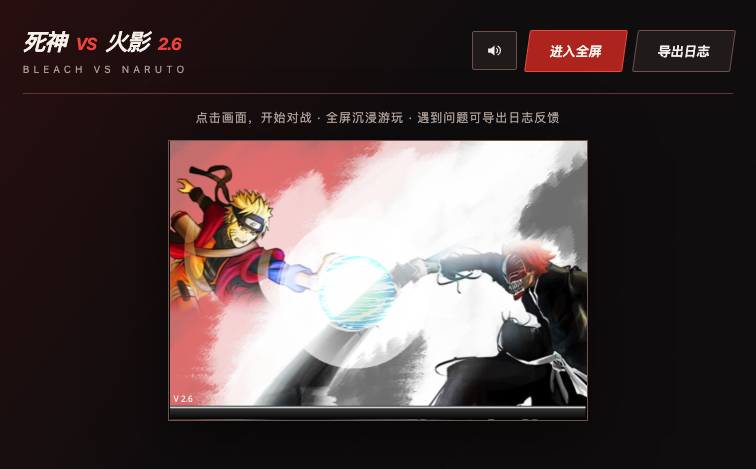 死神 VS 火影 2.6
BLEACH VS NARUTO
进入全屏
导出日志
点击画面，开始对战 · 全屏沉浸游玩 · 遇到问题可导出日志反馈
V 2.6